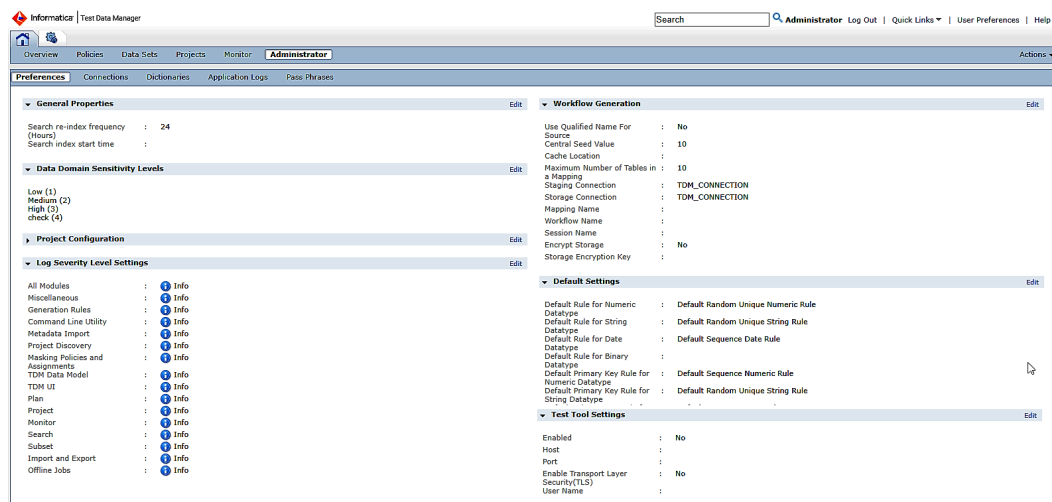 Informatica Test Data Manager
Search Administrator Log Out | Quick Links | User Preferences | Help
Overview Policies Data Sets Projects Monitor Administrator Actions
Preferences Connections Dictionaries Application Logs Pass Phrases
General Properties Edit
Search re-index frequency : 24
(Hours)
Search index start time :
Data Domain Sensitivity Levels Edit
Low (1)
Medium (2)
High (3)
check (4)
Project Configuration Edit
Log Severity Level Settings Edit
All Modules : Info
Miscellaneous : Info
Generation Rules : Info
Command Line Utility : Info
Metadata Import : Info
Project Discovery : Info
Masking Policies and : Info
Assignments
TDM Data Model : Info
TDM UI : Info
Plan : Info
Project : Info
Monitor : Info
Search : Info
Subset : Info
Import and Export : Info
Offline Jobs : Info
Workflow Generation Edit
Use Qualified Name For : No
Source
Central Seed Value : 10
Cache Location :
Maximum Number of Tables in : 10
a Mapping
Staging Connection : TDM_CONNECTION
Storage Connection : TDM_CONNECTION
Mapping Name :
Workflow Name :
Session Name :
Encrypt Storage : No
Storage Encryption Key :
Default Settings Edit
Default Rule for Numeric : Default Random Unique Numeric Rule
Datatype
Default Rule for String : Default Random Unique String Rule
Datatype
Default Rule for Date : Default Sequence Date Rule
Datatype
Default Rule for Binary :
Datatype
Default Primary Key Rule for : Default Sequence Numeric Rule
Numeric Datatype
Default Primary Key Rule for : Default Random Unique String Rule
String Datatype
Test Tool Settings Edit
Enabled : No
Host :
Port :
Enable Transport Layer : No
Security(TLS)
User Name :